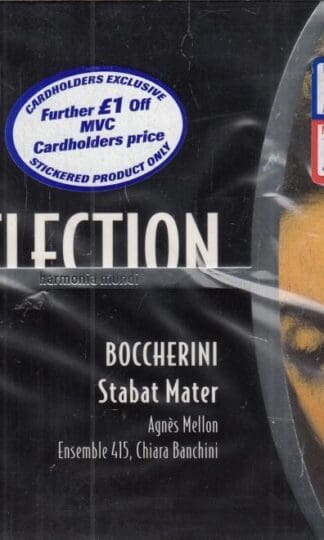 CARDHOLDERS EXCLUSIVE
Further £1 Off
MVC
Cardholders price
STICKERED PRODUCT ONLY
ELECTION
harmonia mundi
BOCCHERINI
Stabat Mater
Agnès Mellon
Ensemble 415, Chiara Banchini